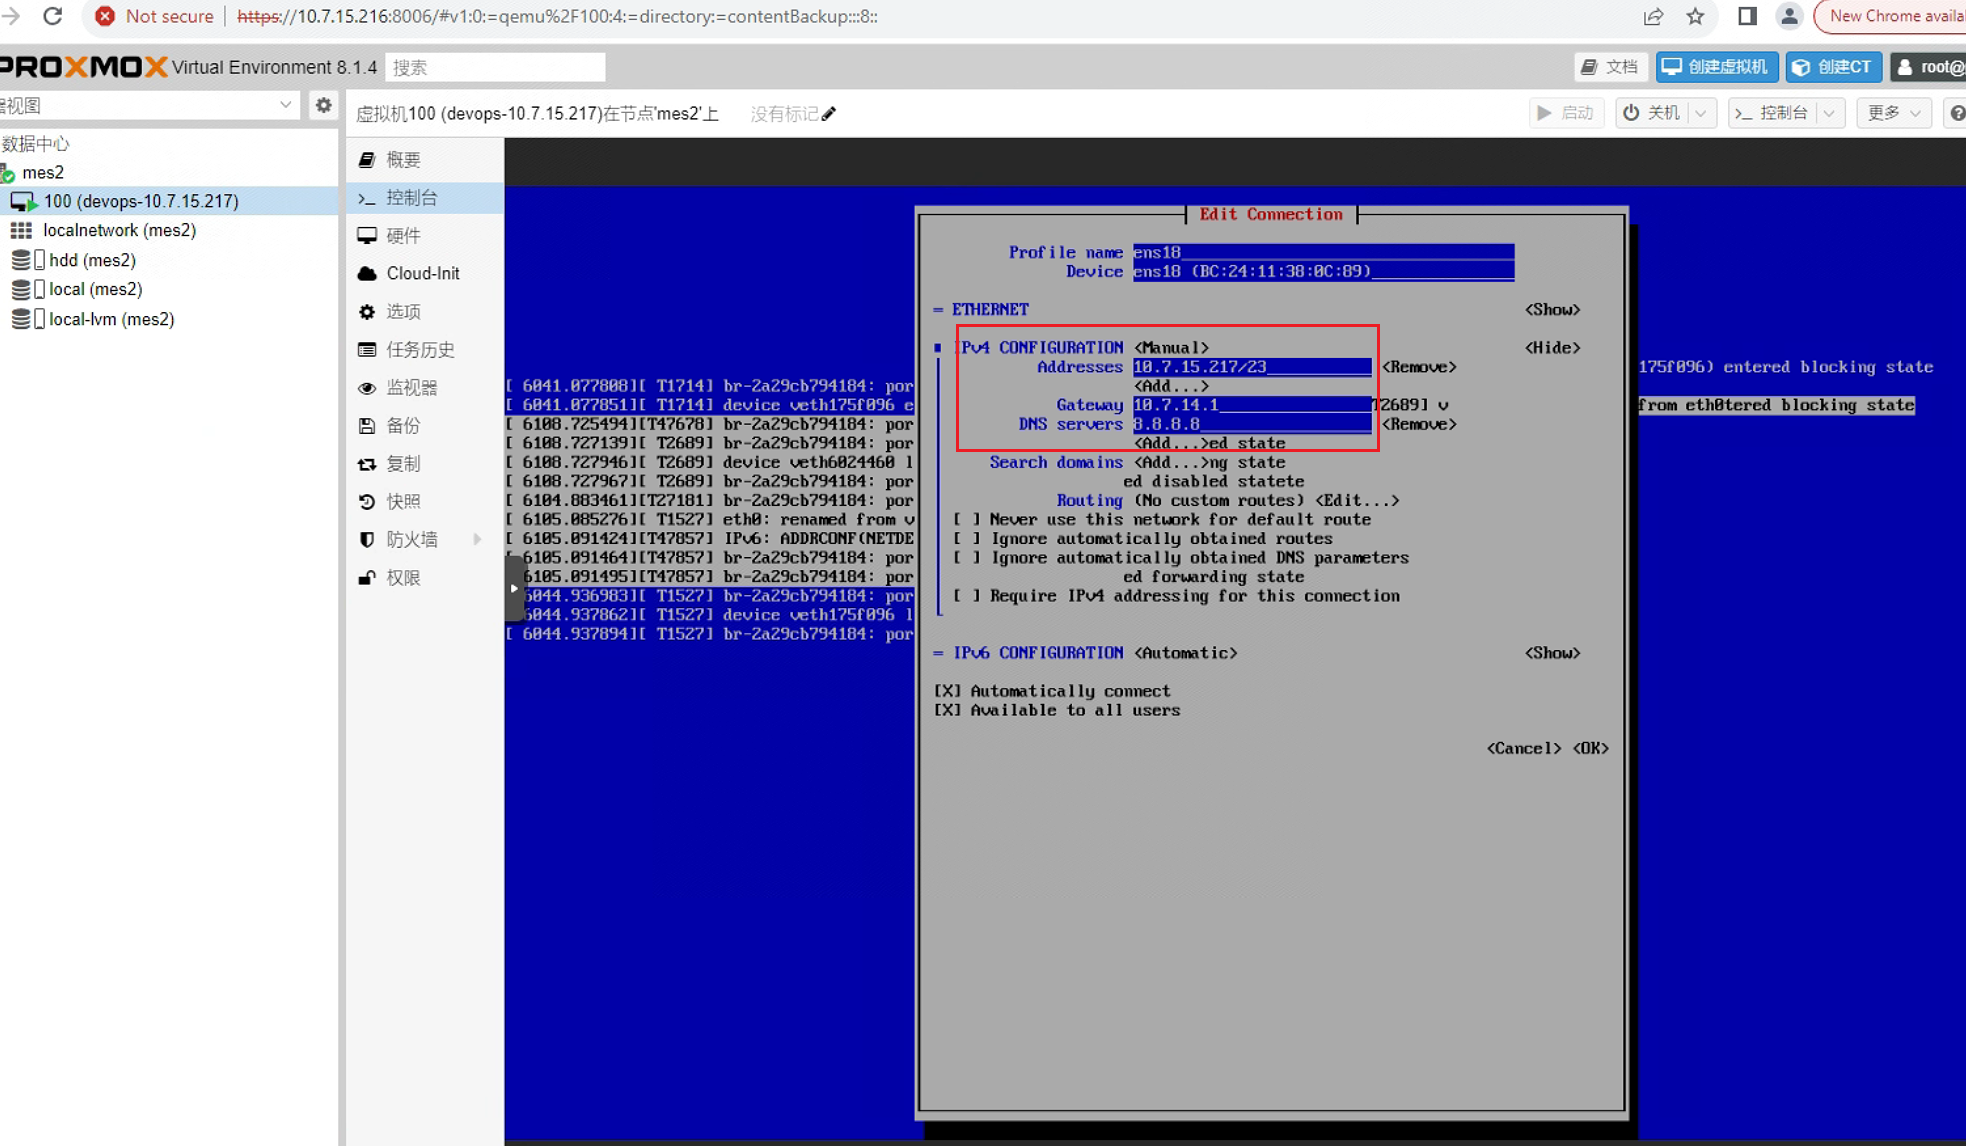 Not secure https://10.7.15.216:8006/#v1:0:=qemu%2F100:4:=directory:=contentBackup:::8::
New Chrome availa
PROXMOX Virtual Environment 8.1.4 搜索 文档 创建虚拟机 创建CT root@
视图
虚拟机100 (devops-10.7.15.217)在节点'mes2'上 没有标记 启动 关机 控制台 更多
数据中心
mes2
100 (devops-10.7.15.217)
localnetwork (mes2)
hdd (mes2)
local (mes2)
local-lvm (mes2)
概要
控制台
硬件
Cloud-Init
选项
任务历史
监视器
备份
复制
快照
防火墙
权限
Edit Connection
Profile name ens18
Device ens18 (BC:24:11:38:0C:89)
= ETHERNET <Show>
IPv4 CONFIGURATION <Manual> <Hide>
Addresses 10.7.15.217/23 <Remove> 175f096) entered blocking state
[ 6041.077808][ T1714] br-2a29cb794184: por <Add...>
[ 6041.077851][ T1714] device veth175f096 e Gateway 10.7.14.1 T2689] v from eth0tered blocking state
[ 6108.725494][T47678] br-2a29cb794184: por DNS servers 8.8.8.8 <Remove>
[ 6108.727139][ T2689] br-2a29cb794184: por <Add...>ed state
[ 6108.727946][ T2689] device veth6024460 l Search domains <Add...>ng state
[ 6108.727967][ T2689] br-2a29cb794184: por ed disabled statete
[ 6104.883461][T27181] br-2a29cb794184: por Routing (No custom routes) <Edit...>
[ 6105.085276][ T1527] eth0: renamed from v [ ] Never use this network for default route
[ 6105.091424][T47857] IPv6: ADDRCONF(NETDE [ ] Ignore automatically obtained routes
[ 6105.091464][T47857] br-2a29cb794184: por [ ] Ignore automatically obtained DNS parameters
6105.091495][T47857] br-2a29cb794184: por ed forwarding state
6044.936983][ T1527] br-2a29cb794184: por [ ] Require IPv4 addressing for this connection
6044.937862][ T1527] device veth175f096 l
[ 6044.937894][ T1527] br-2a29cb794184: por
= IPv6 CONFIGURATION <Automatic> <Show>
[X] Automatically connect
[X] Available to all users
<Cancel> <OK>